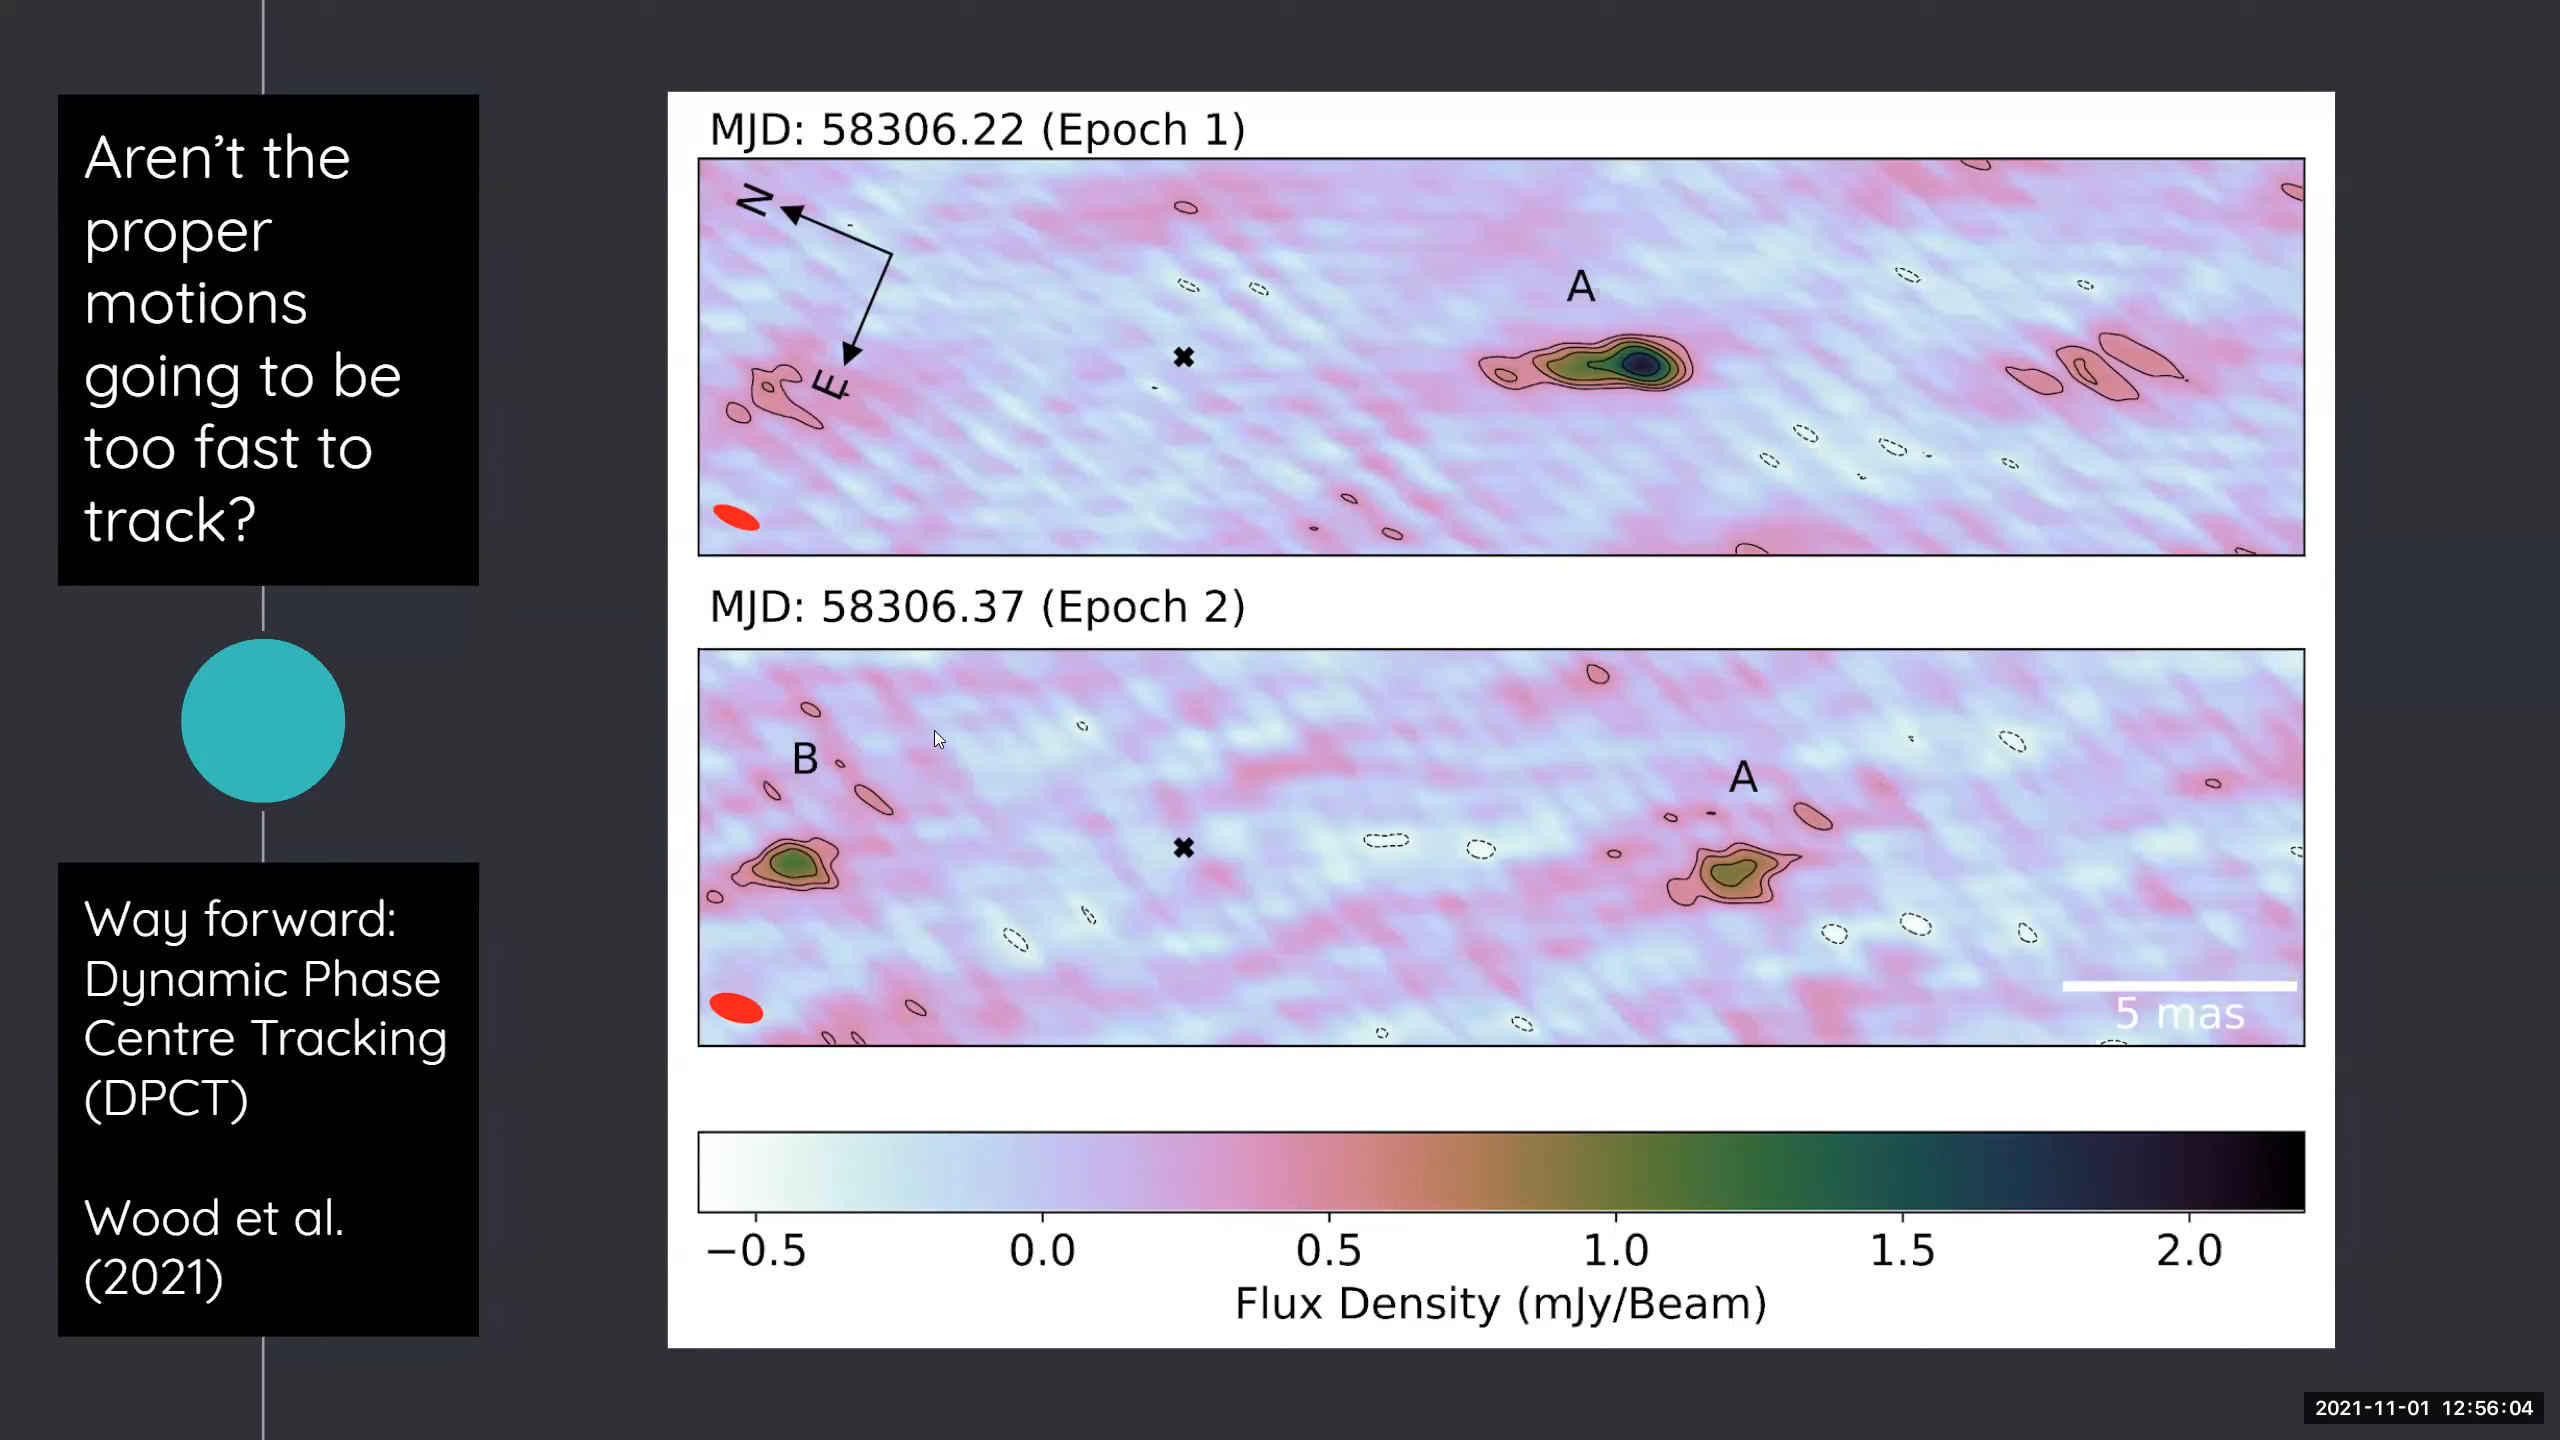 Aren’t the
proper
motions
going to be
too fast to
track?
Way forward:
Dynamic Phase
Centre Tracking
(DPCT)
Wood et al.
(2021)
MJD: 58306.22 (Epoch 1)
N
E
A
MJD: 58306.37 (Epoch 2)
B
A
5 mas
−0.5 0.0 0.5 1.0 1.5 2.0
Flux Density (mJy/Beam)
2021-11-01 12:56:04